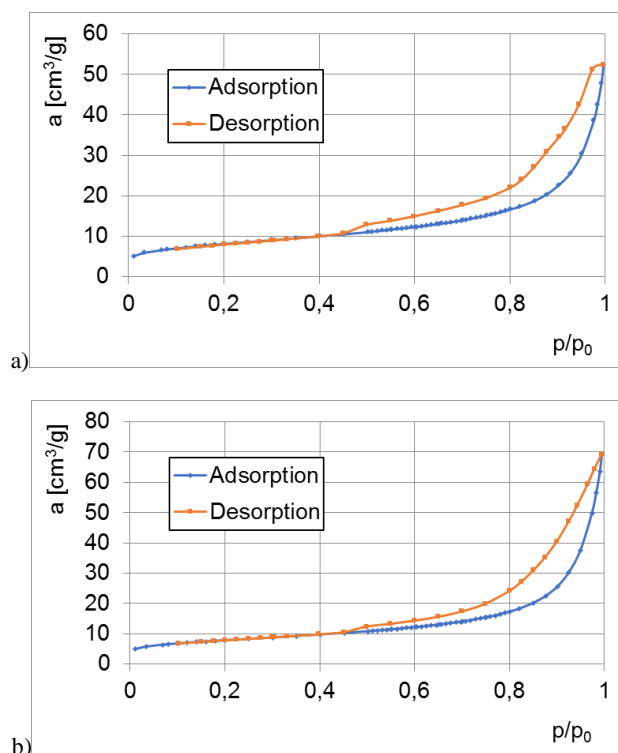 60
50
40
30
20
10
0
a [cm³/g]
Adsorption
Desorption
0 0,2 0,4 0,6 0,8 1
p/p₀
a)
80
70
60
50
40
30
20
10
0
a [cm³/g]
Adsorption
Desorption
0 0,2 0,4 0,6 0,8 1
p/p₀
b)